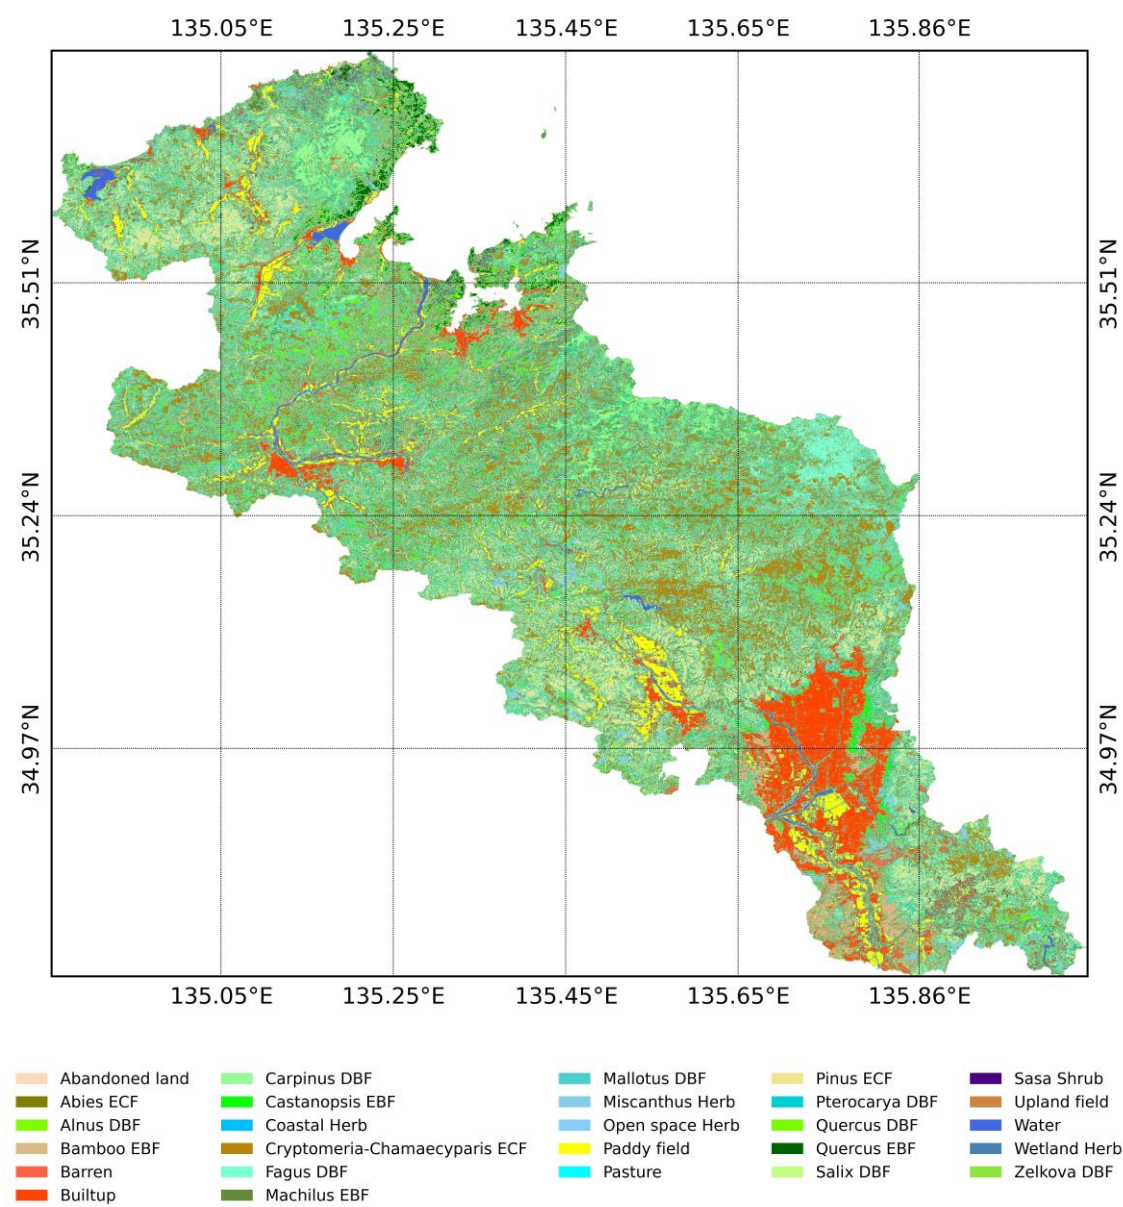 135.05°E 135.25°E 135.45°E 135.65°E 135.86°E
35.51°N 35.51°N
35.24°N 35.24°N
34.97°N 34.97°N
135.05°E 135.25°E 135.45°E 135.65°E 135.86°E
Abandoned land Carpinus DBF Mallotus DBF Pinus ECF Sasa Shrub
Abies ECF Castanopsis EBF Miscanthus Herb Pterocarya DBF Upland field
Alnus DBF Coastal Herb Open space Herb Quercus DBF Water
Bamboo EBF Cryptomeria-Chamaecyparis ECF Paddy field Quercus EBF Wetland Herb
Barren Fagus DBF Pasture Salix DBF Zelkova DBF
Builtup Machilus EBF